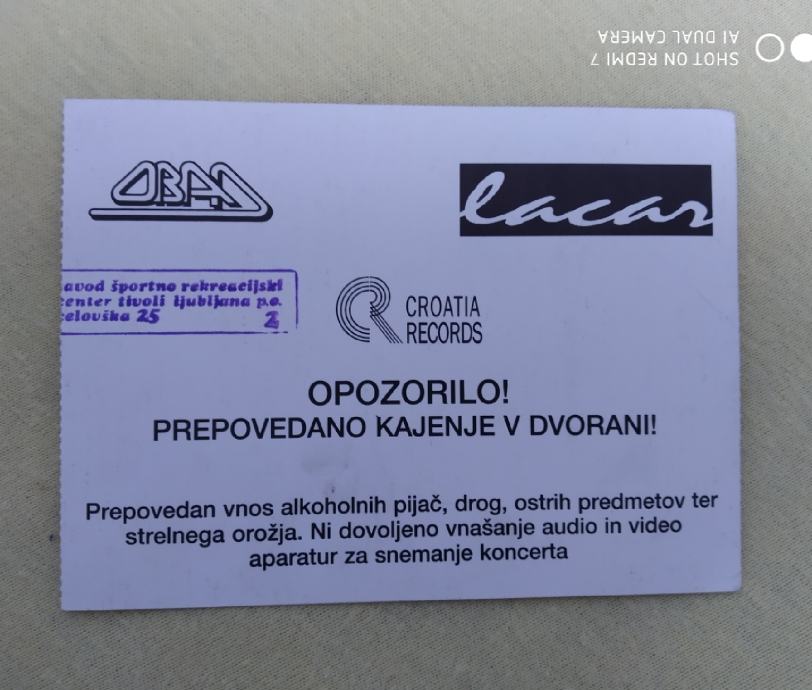 SHOT ON REDMI 7
AI DUAL CAMERA
OBAD
lacar
avod športno rekreacijski
center tivoli ljubljana p.o.
celovška 25 2
CROATIA
RECORDS
OPOZORILO!
PREPOVEDANO KAJENJE V DVORANI!
Prepovedan vnos alkoholnih pijač, drog, ostrih predmetov ter
strelnega orožja. Ni dovoljeno vnašanje audio in video
aparatur za snemanje koncerta